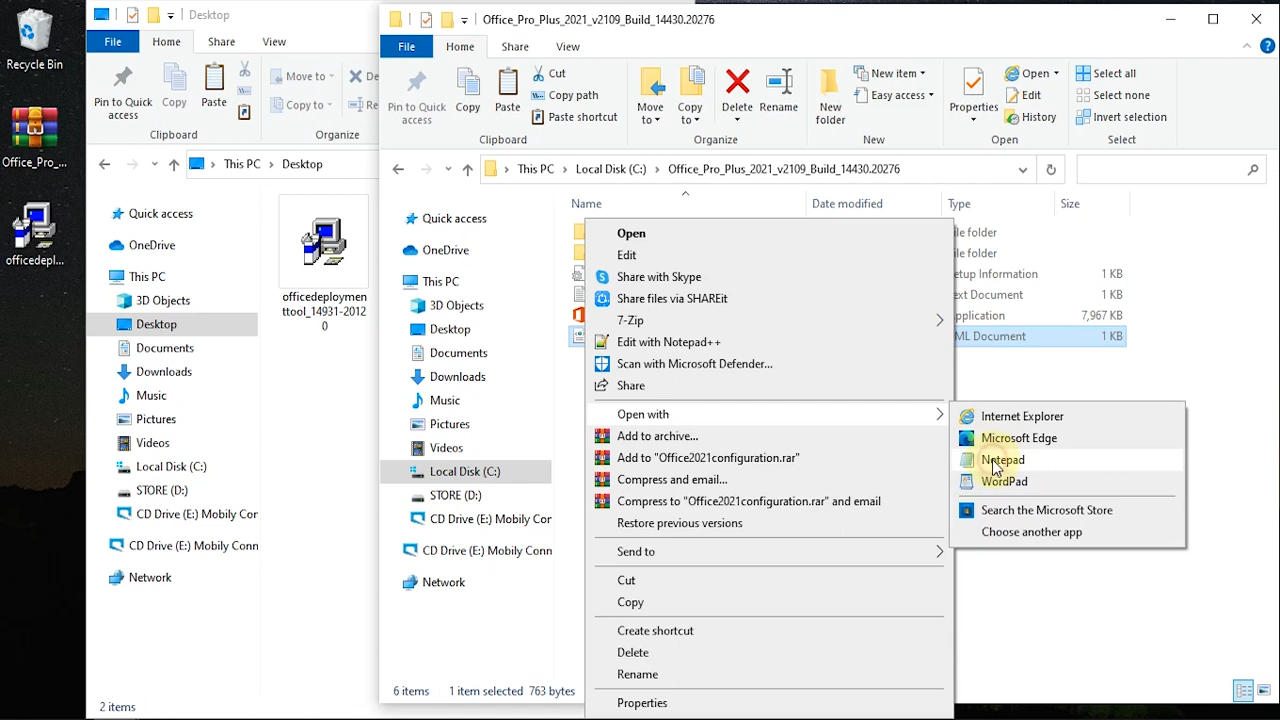 Recycle Bin
Office_Pro_...
officedepl...
Desktop
File
Home
Share
View
Pin to Quick
access
Copy
Paste
Move to
Copy to
De
Re
Clipboard
Organize
This PC
Desktop
Quick access
OneDrive
This PC
3D Objects
Desktop
Documents
Downloads
Music
Pictures
Videos
Local Disk (C:)
STORE (D:)
CD Drive (E:) Mobily Conn
CD Drive (E:) Mobily Conn
Network
officedeploymen
ttool_14931-2012
0
2 items
Office_Pro_Plus_2021_v2109_Build_14430.20276
File
Home
Share
View
Pin to Quick
access
Copy
Paste
Cut
Copy path
Paste shortcut
Move
to
Copy
to
Delete
Rename
New
folder
New item
Easy access
Properties
Open
Edit
History
Select all
Select none
Invert selection
Clipboard
Organize
New
Open
Select
This PC
Local Disk (C:)
Office_Pro_Plus_2021_v2109_Build_14430.20276
Name
Date modified
Type
Size
Quick access
OneDrive
This PC
3D Objects
Desktop
Documents
Downloads
Music
Pictures
Videos
Local Disk (C:)
STORE (D:)
CD Drive (E:) Mobily Con
CD Drive (E:) Mobily Conn
Network
ile folder
ile folder
etup Information
1 KB
ext Document
1 KB
pplication
7,967 KB
ML Document
1 KB
Open
Edit
Share with Skype
Share files via SHAREit
7-Zip
Edit with Notepad++
Scan with Microsoft Defender...
Share
Open with
Add to archive...
Add to "Office2021configuration.rar"
Compress and email...
Compress to "Office2021configuration.rar" and email
Restore previous versions
Send to
Cut
Copy
Create shortcut
Delete
Rename
Properties
Internet Explorer
Microsoft Edge
Notepad
WordPad
Search the Microsoft Store
Choose another app
6 items
1 item selected
763 bytes